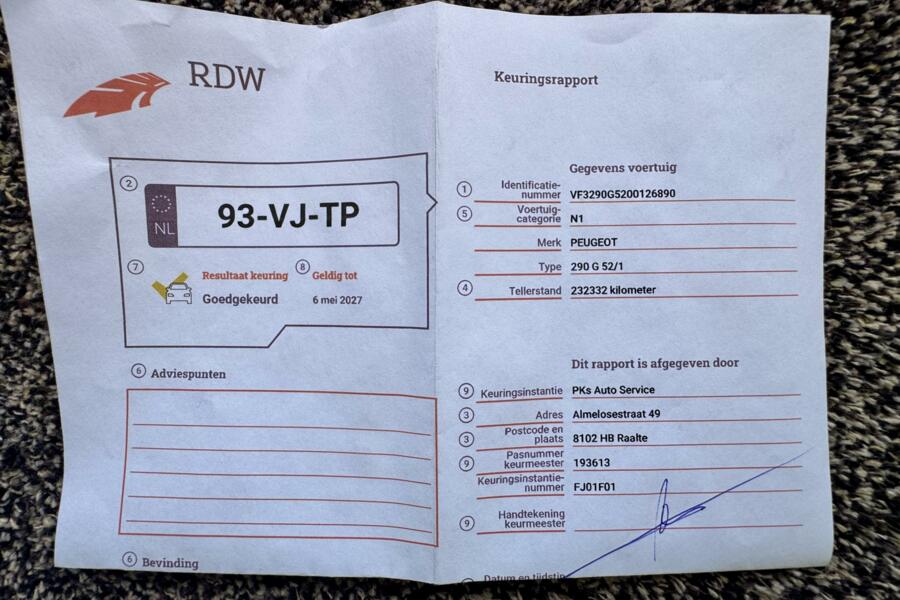 RDW
2
NL
93-VJ-TP
7
Resultaat keuring
Goedgekeurd
8
Geldig tot
6 mei 2027
6 Adviespunten
6 Bevinding
Keuringsrapport
Gegevens voertuig
1 Identificatie-
nummer VF3290G5200126890
5 Voertuig-
categorie N1
Merk PEUGEOT
Type 290 G 52/1
4 Tellerstand 232332 kilometer
Dit rapport is afgegeven door
9 Keuringsinstantie PKs Auto Service
3 Adres Almelosestraat 49
3 Postcode en
plaats 8102 HB Raalte
9 Pasnummer
keurmeester 193613
Keuringsinstantie-
nummer FJ01F01
9 Handtekening
keurmeester
Datum en tijdstip